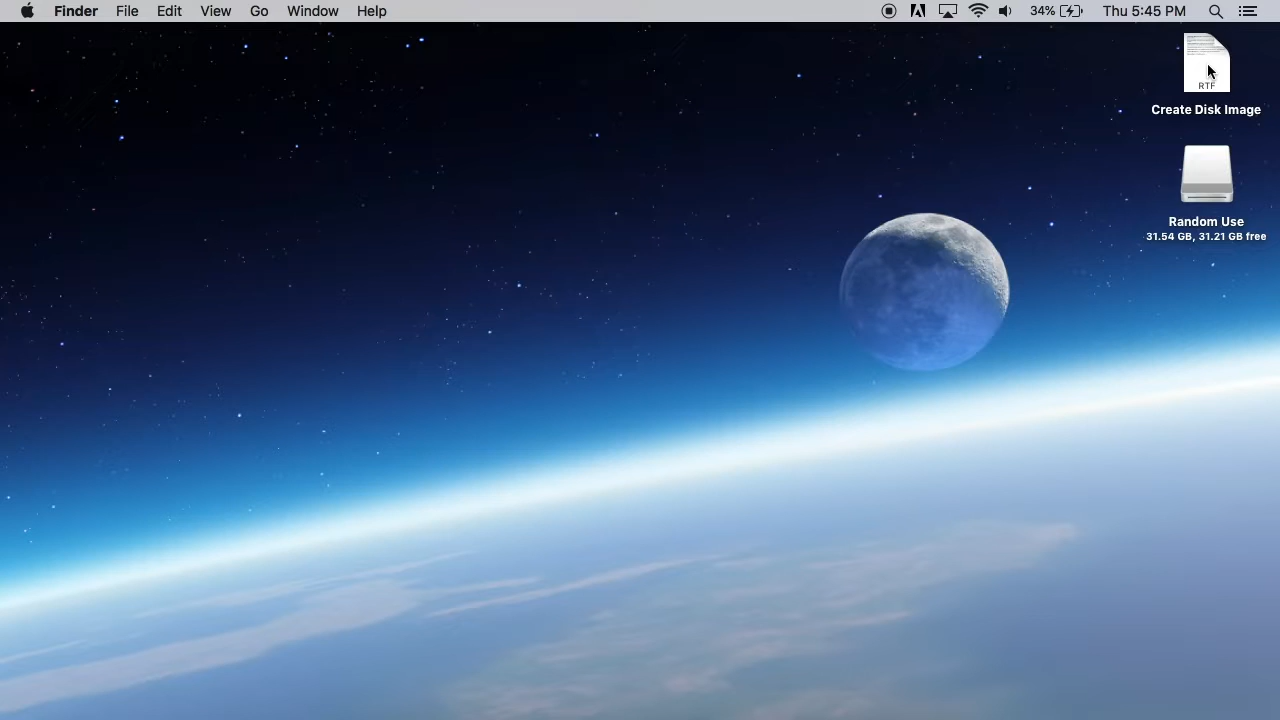 Finder File Edit View Go Window Help 34% Thu 5:45 PM
RTF
Create Disk Image
Random Use
31.54 GB, 31.21 GB free